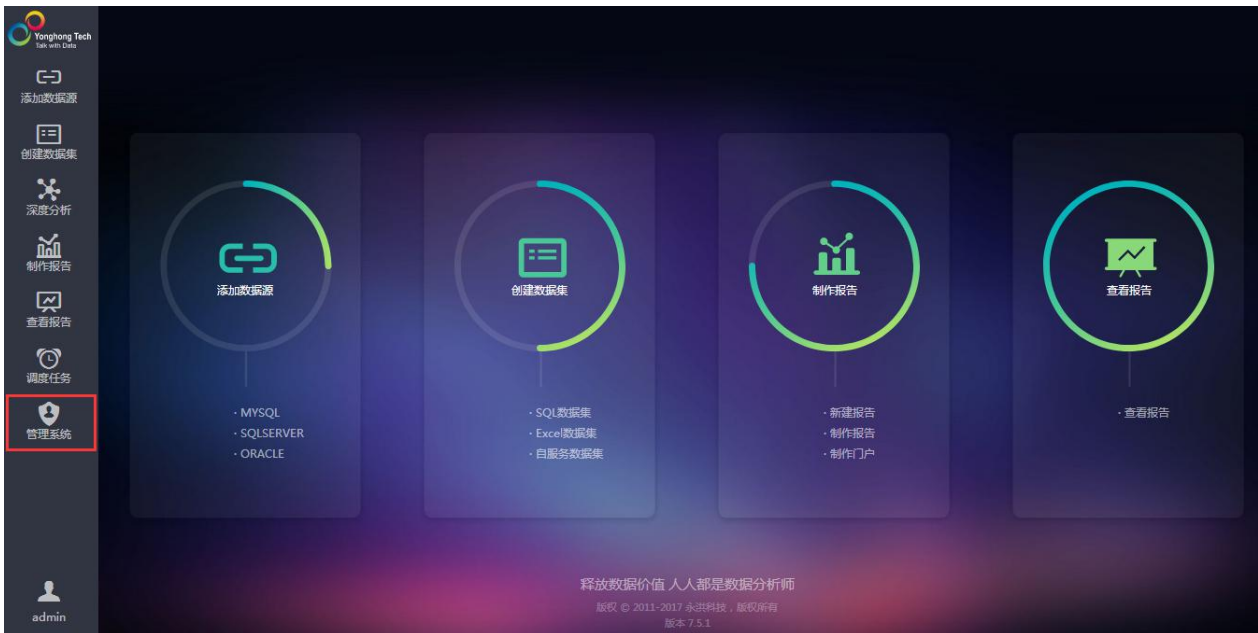 Yonghong Tech
Talk with Data
添加数据源
创建数据集
深度分析
制作报告
查看报告
调度任务
管理系统
admin
添加数据源
· MYSQL
· SQLSERVER
· ORACLE
创建数据集
· SQL数据集
· Excel数据集
· 自服务数据集
制作报告
· 新建报告
· 制作报告
· 制作门户
查看报告
· 查看报告
释放数据价值 人人都是数据分析师
版权 © 2011-2017 永洪科技，版权所有
版本 7.5.1